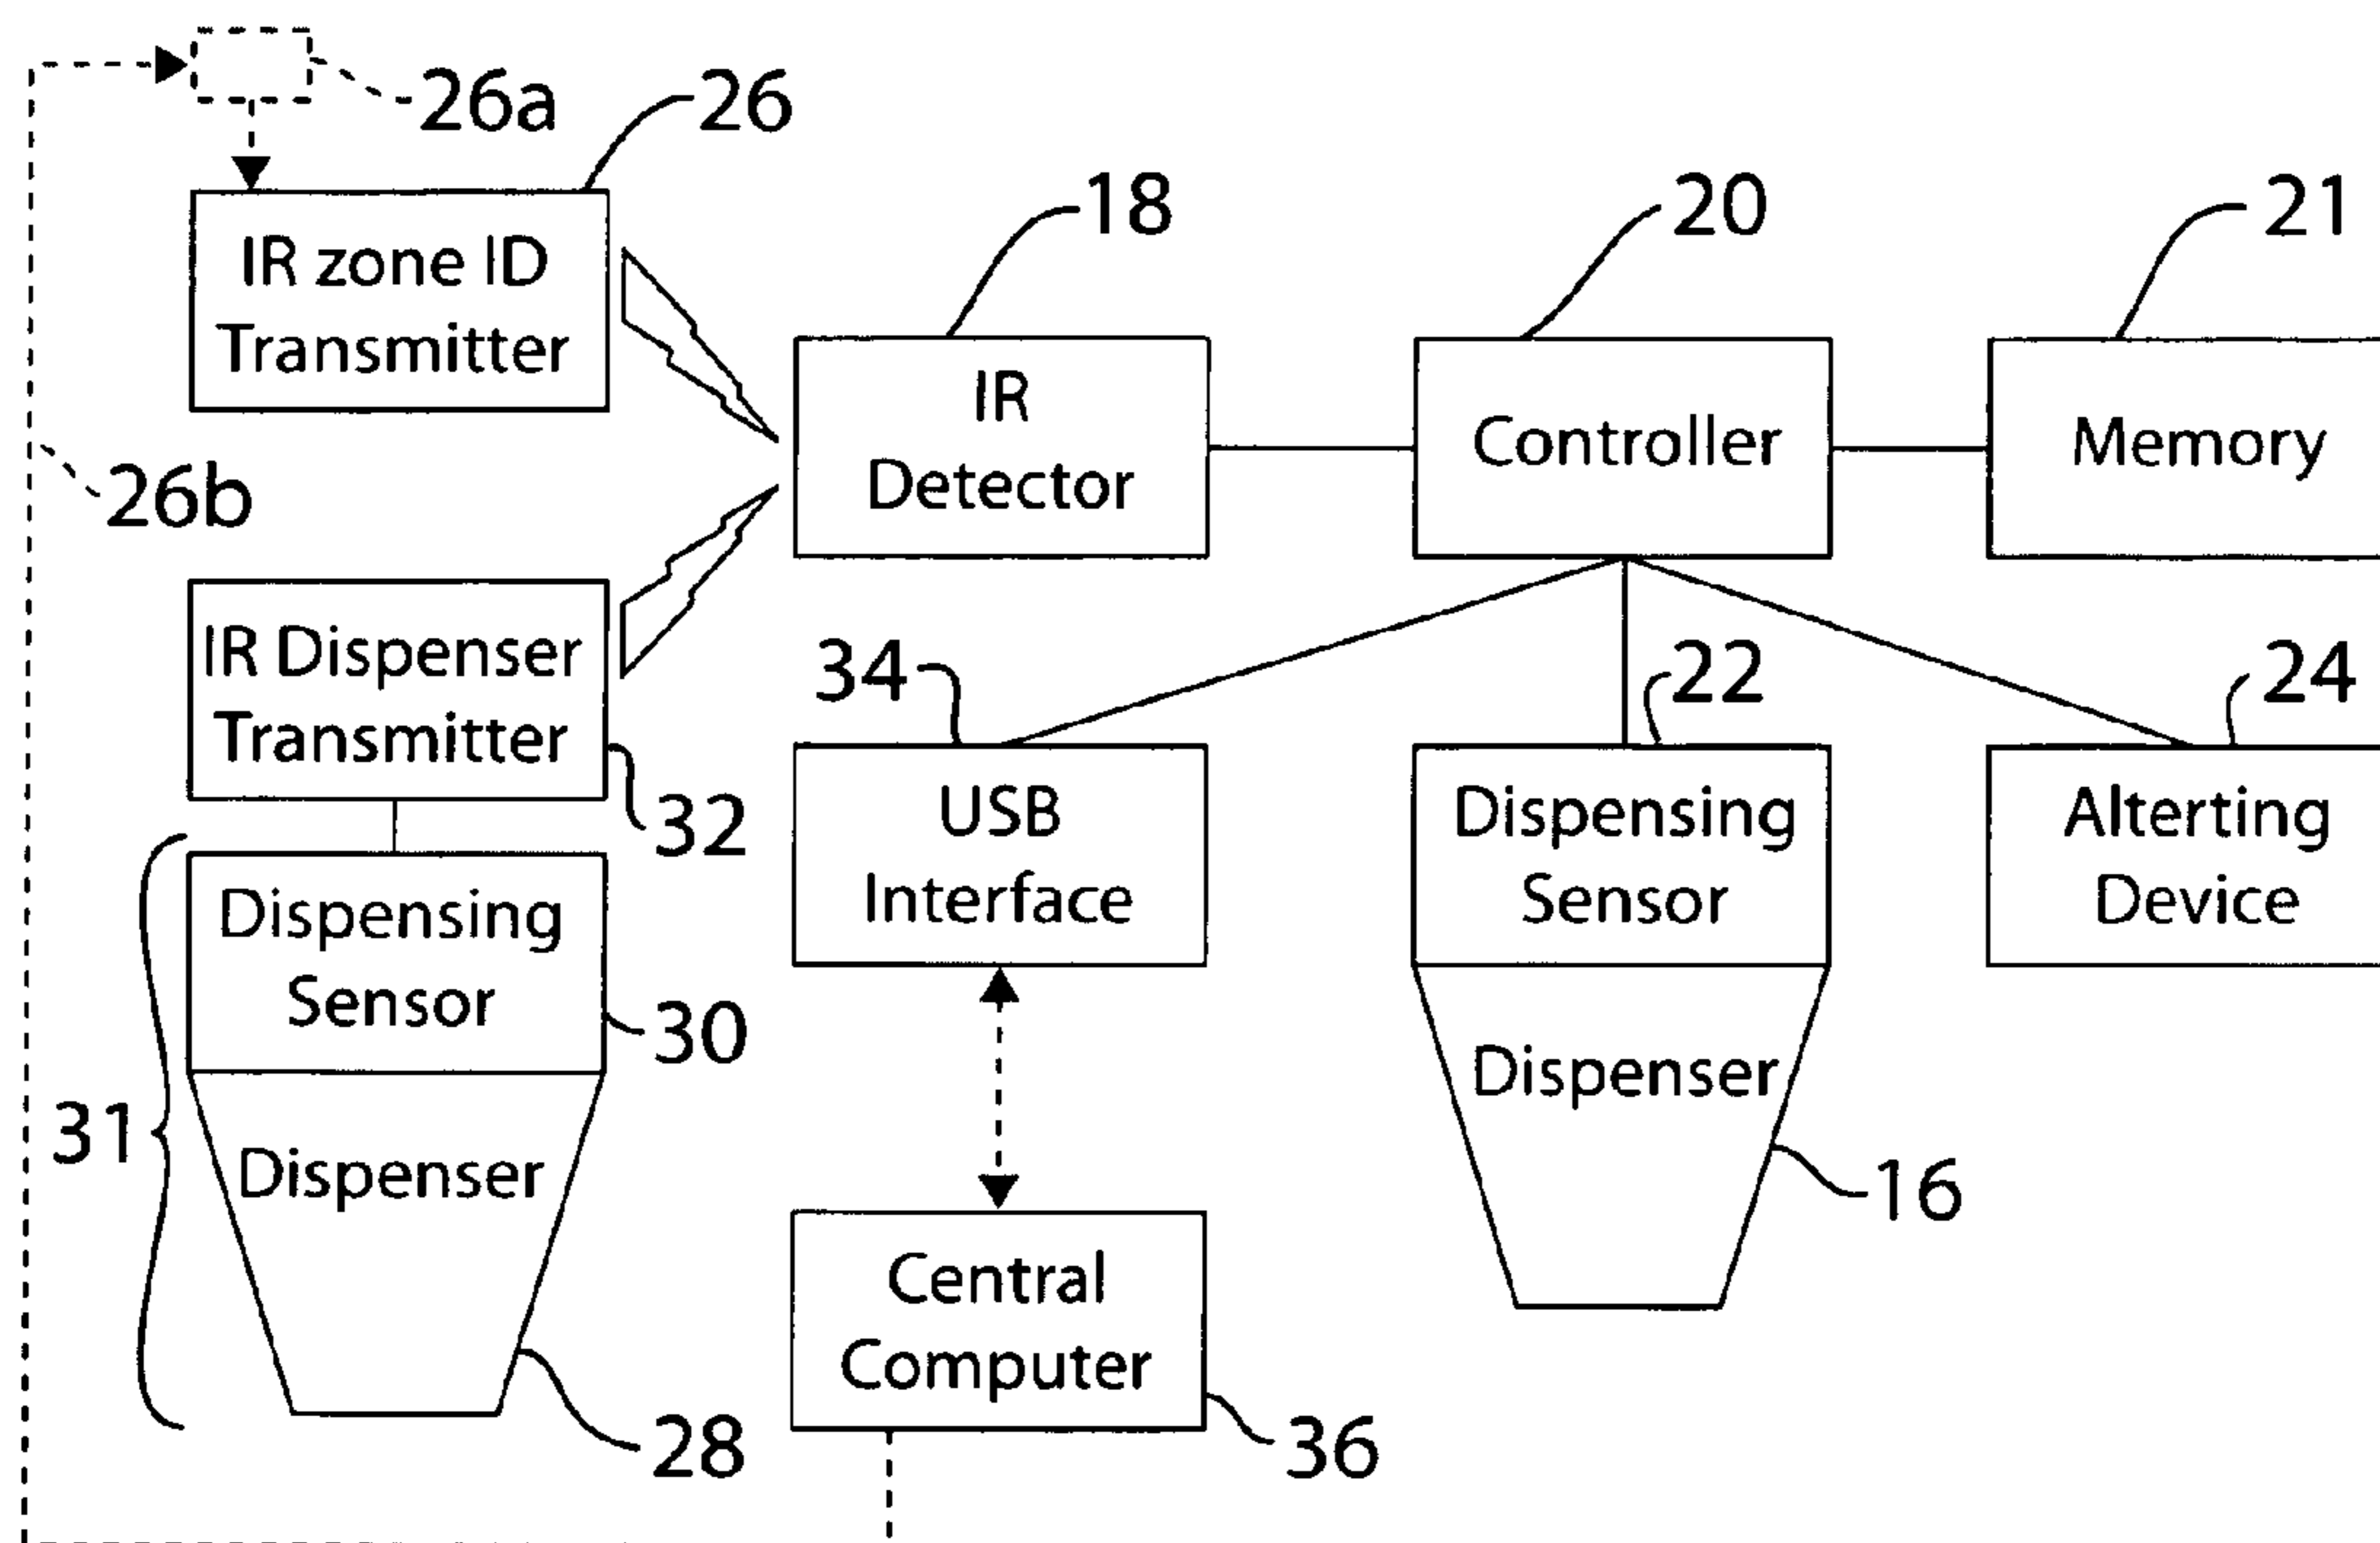 26a
26
18
20
21
IR zone ID
Transmitter
IR
Detector
Controller
Memory
26b
IR Dispenser
Transmitter
34
22
24
32
USB
Interface
Dispensing
Sensor
Alterting
Device
Dispensing
Sensor
30
Dispenser
31
Dispenser
16
Central
Computer
28
36